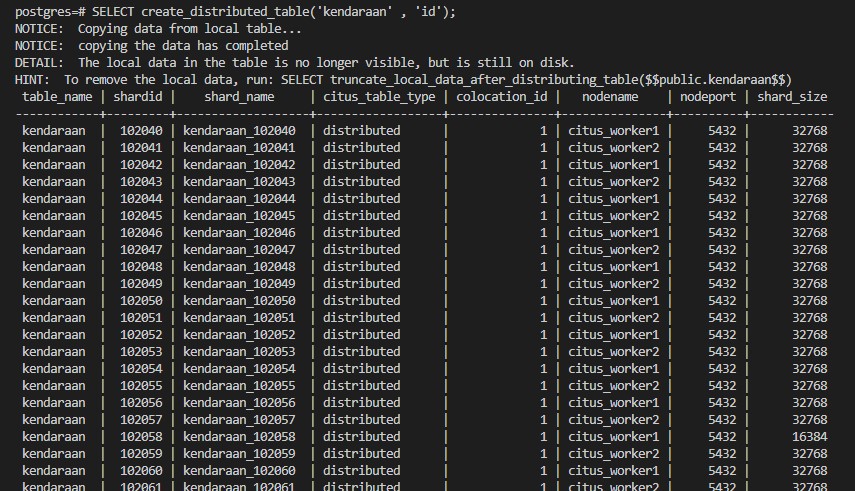 postgres=# SELECT create_distributed_table('kendaraan' , 'id');
NOTICE:  Copying data from local table...
NOTICE:  copying the data has completed
DETAIL:  The local data in the table is no longer visible, but is still on disk.
HINT:  To remove the local data, run: SELECT truncate_local_data_after_distributing_table($$public.kendaraan$$)
 table_name | shardid |    shard_name    | citus_table_type | colocation_id |   nodename    | nodeport | shard_size
------------+---------+------------------+------------------+---------------+---------------+----------+------------
 kendaraan  |  102040 | kendaraan_102040 | distributed      |             1 | citus_worker1 |     5432 |      32768
 kendaraan  |  102041 | kendaraan_102041 | distributed      |             1 | citus_worker2 |     5432 |      32768
 kendaraan  |  102042 | kendaraan_102042 | distributed      |             1 | citus_worker1 |     5432 |      32768
 kendaraan  |  102043 | kendaraan_102043 | distributed      |             1 | citus_worker2 |     5432 |      32768
 kendaraan  |  102044 | kendaraan_102044 | distributed      |             1 | citus_worker1 |     5432 |      32768
 kendaraan  |  102045 | kendaraan_102045 | distributed      |             1 | citus_worker2 |     5432 |      32768
 kendaraan  |  102046 | kendaraan_102046 | distributed      |             1 | citus_worker1 |     5432 |      32768
 kendaraan  |  102047 | kendaraan_102047 | distributed      |             1 | citus_worker2 |     5432 |      32768
 kendaraan  |  102048 | kendaraan_102048 | distributed      |             1 | citus_worker1 |     5432 |      32768
 kendaraan  |  102049 | kendaraan_102049 | distributed      |             1 | citus_worker2 |     5432 |      32768
 kendaraan  |  102050 | kendaraan_102050 | distributed      |             1 | citus_worker1 |     5432 |      32768
 kendaraan  |  102051 | kendaraan_102051 | distributed      |             1 | citus_worker2 |     5432 |      32768
 kendaraan  |  102052 | kendaraan_102052 | distributed      |             1 | citus_worker1 |     5432 |      32768
 kendaraan  |  102053 | kendaraan_102053 | distributed      |             1 | citus_worker2 |     5432 |      32768
 kendaraan  |  102054 | kendaraan_102054 | distributed      |             1 | citus_worker1 |     5432 |      32768
 kendaraan  |  102055 | kendaraan_102055 | distributed      |             1 | citus_worker2 |     5432 |      32768
 kendaraan  |  102056 | kendaraan_102056 | distributed      |             1 | citus_worker1 |     5432 |      32768
 kendaraan  |  102057 | kendaraan_102057 | distributed      |             1 | citus_worker2 |     5432 |      32768
 kendaraan  |  102058 | kendaraan_102058 | distributed      |             1 | citus_worker1 |     5432 |      16384
 kendaraan  |  102059 | kendaraan_102059 | distributed      |             1 | citus_worker2 |     5432 |      32768
 kendaraan  |  102060 | kendaraan_102060 | distributed      |             1 | citus_worker1 |     5432 |      32768
 kendaraan  |  102061 | kendaraan_102061 | distributed      |             1 | citus_worker2 |     5432 |      32768